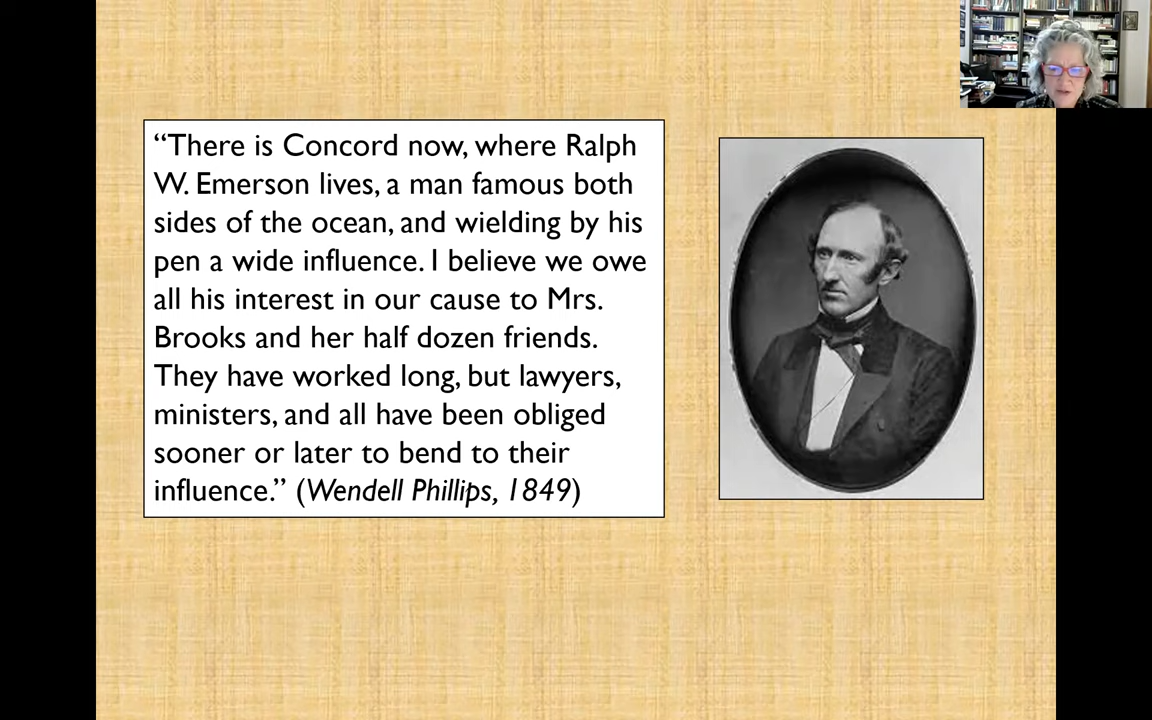 “There is Concord now, where Ralph
W. Emerson lives, a man famous both
sides of the ocean, and wielding by his
pen a wide influence. I believe we owe
all his interest in our cause to Mrs.
Brooks and her half dozen friends.
They have worked long, but lawyers,
ministers, and all have been obliged
sooner or later to bend to their
influence.” (Wendell Phillips, 1849)